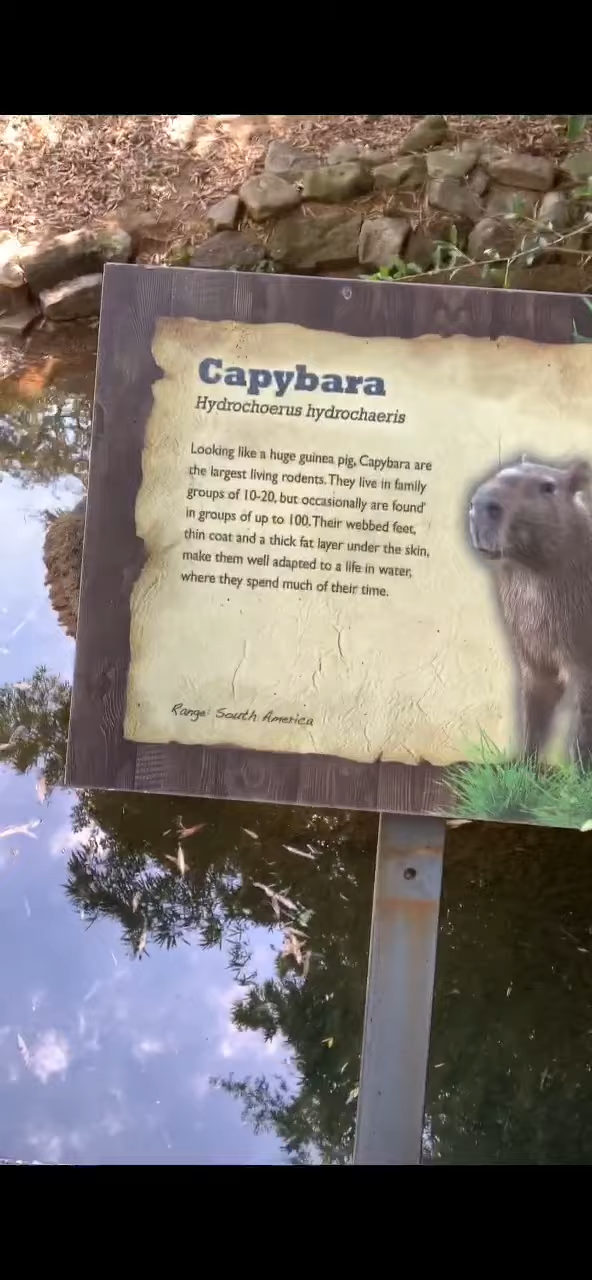 Capybara
Hydrochoerus hydrochaeris
Looking like a huge guinea pig, Capybara are
the largest living rodents. They live in family
groups of 10-20, but occasionally are found
in groups of up to 100. Their webbed feet,
thin coat and a thick fat layer under the skin,
make them well adapted to a life in water,
where they spend much of their time.
Range: South America